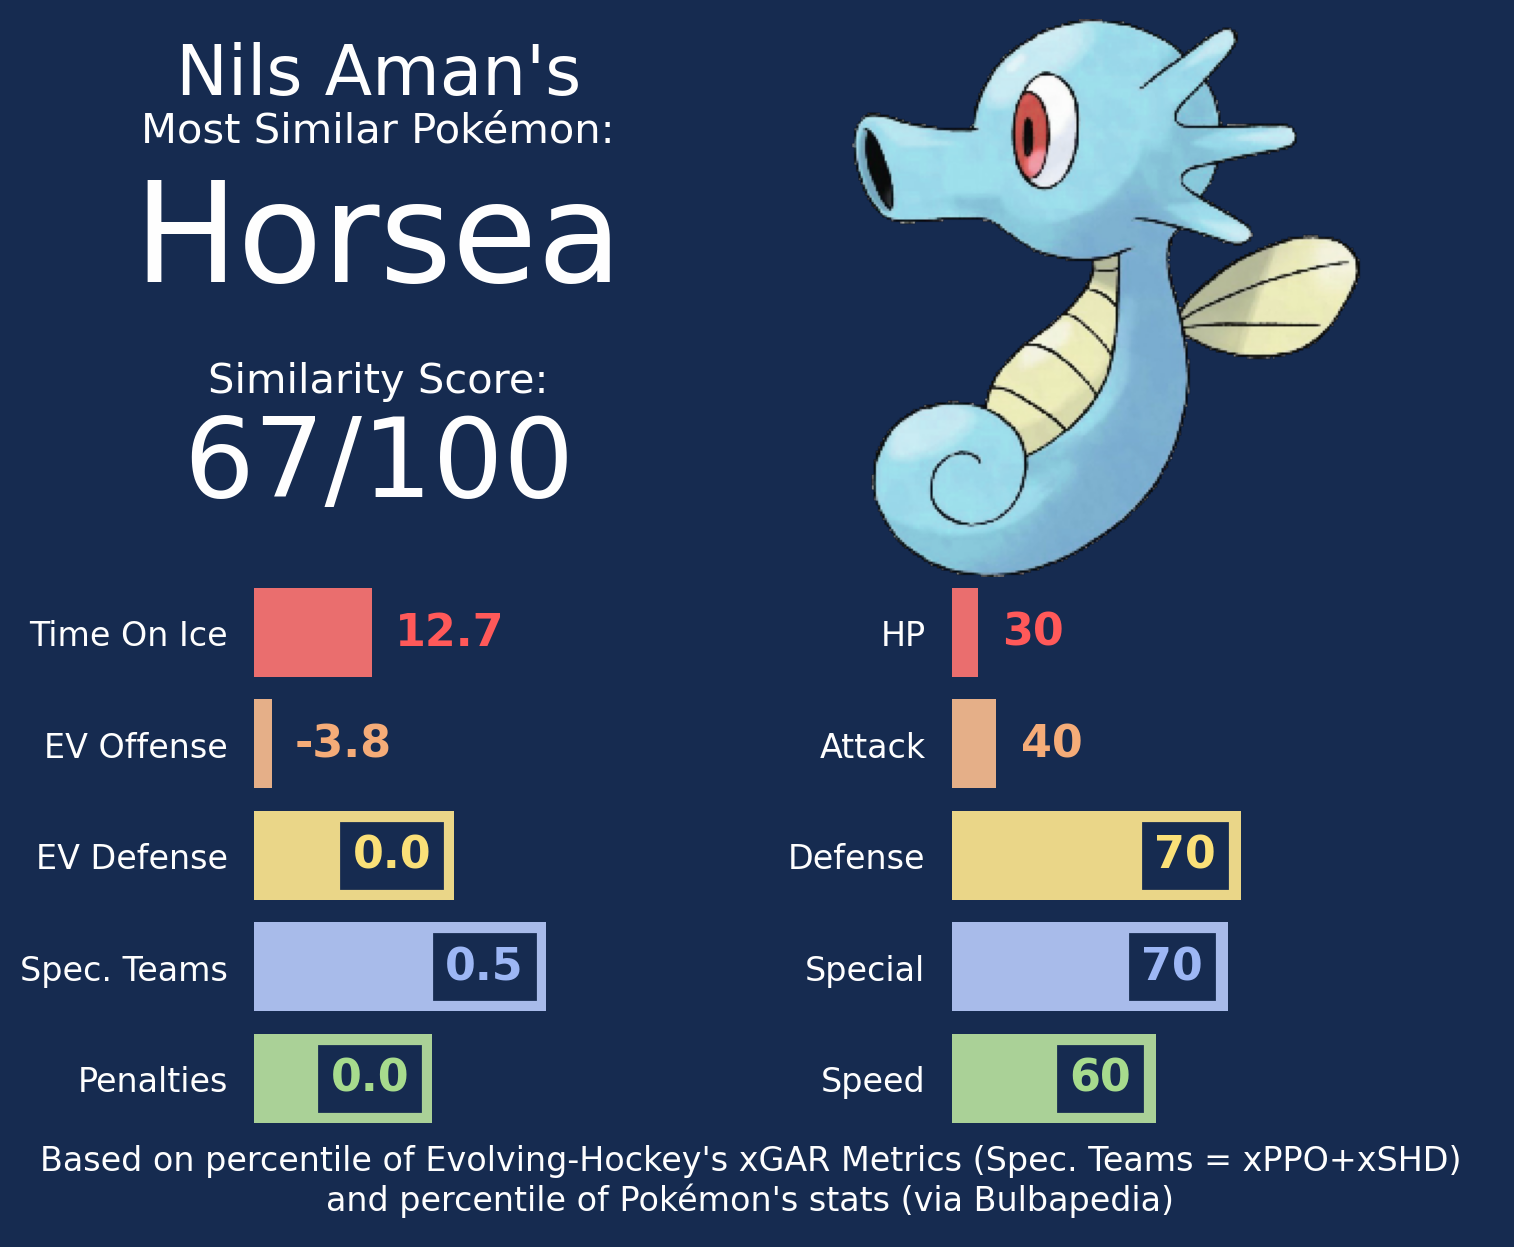 Nils Aman's
Most Similar Pokémon:
Horsea
Similarity Score:
67/100
Time On Ice 12.7
EV Offense -3.8
EV Defense 0.0
Spec. Teams 0.5
Penalties 0.0
HP 30
Attack 40
Defense 70
Special 70
Speed 60
Based on percentile of Evolving-Hockey's xGAR Metrics (Spec. Teams = xPPO+xSHD)
and percentile of Pokémon's stats (via Bulbapedia)